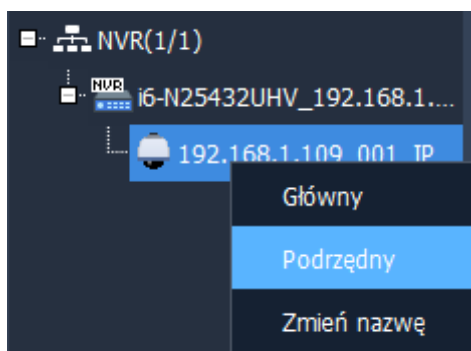 NVR(1/1)
NVR
i6-N25432UHV_192.168.1....
192.168.1.109_001_IP
Główny
Podrzędny
Zmień nazwę